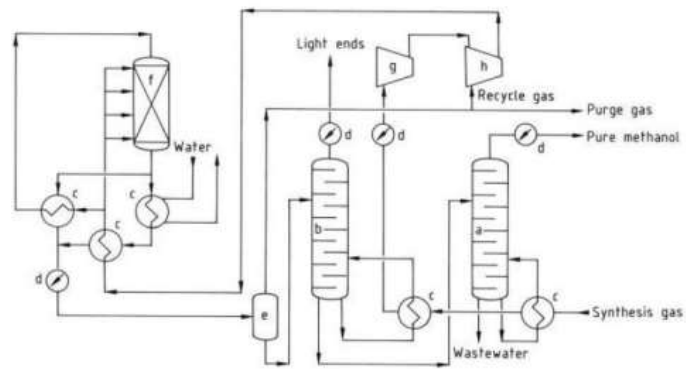 f
Light ends
g
h
Recycle gas
Purge gas
d
d
d
Pure methanol
Water
c
c
c
b
a
d
e
c
c
Synthesis gas
Wastewater